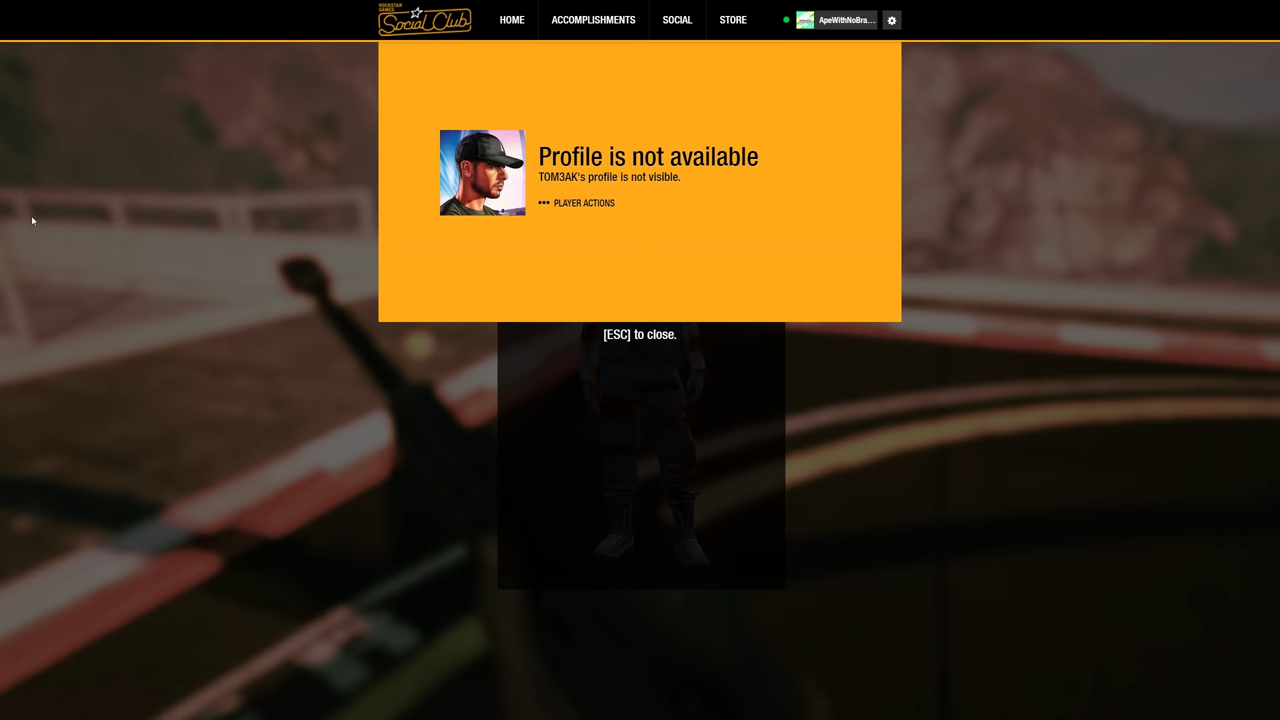 ROCKSTAR
GAMES
Social Club
HOME
ACCOMPLISHMENTS
SOCIAL
STORE
ApeWithNoBra...
Profile is not available
TOM3AK's profile is not visible.
••• PLAYER ACTIONS
[ESC] to close.